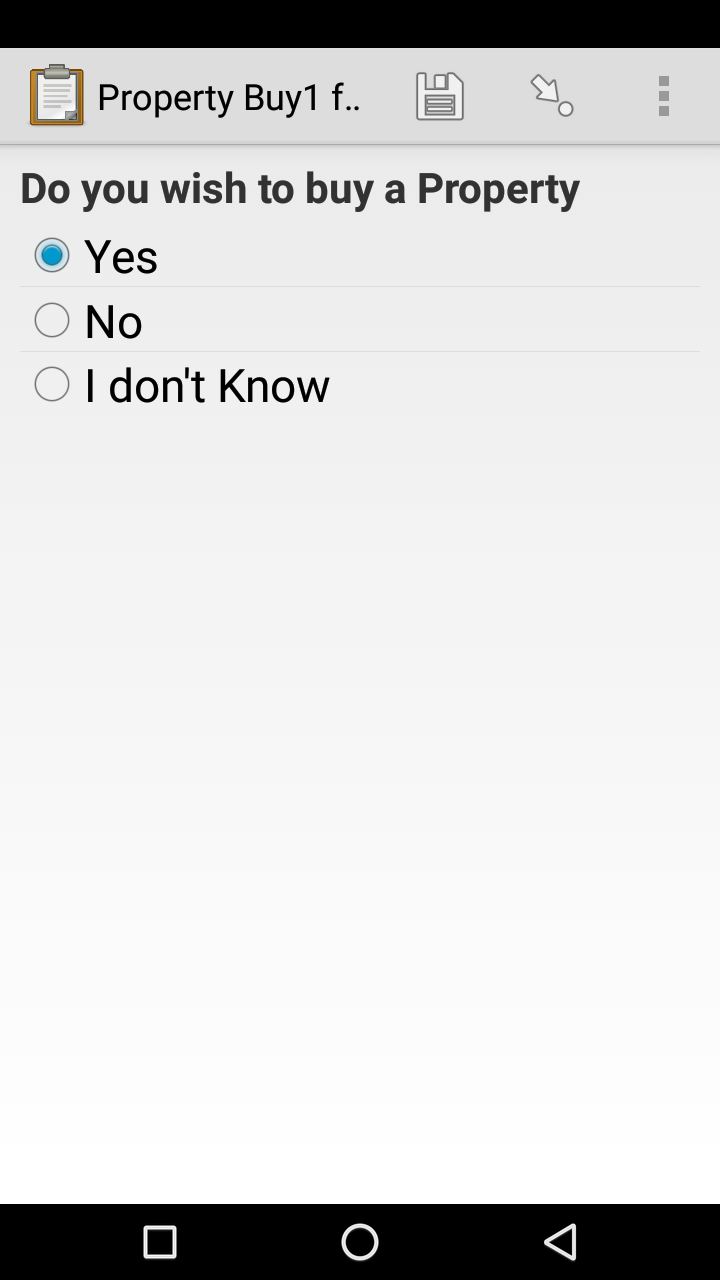 Property Buy1 f..
Do you wish to buy a Property
Yes
No
I don't Know